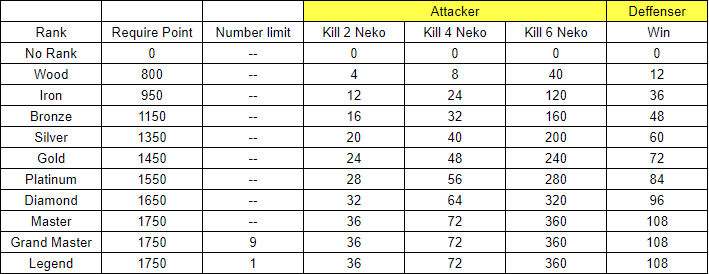 Attacker Deffenser
Rank Require Point Number limit Kill 2 Neko Kill 4 Neko Kill 6 Neko Win
No Rank 0 -- 0 0 0 0
Wood 800 -- 4 8 40 12
Iron 950 -- 12 24 120 36
Bronze 1150 -- 16 32 160 48
Silver 1350 -- 20 40 200 60
Gold 1450 -- 24 48 240 72
Platinum 1550 -- 28 56 280 84
Diamond 1650 -- 32 64 320 96
Master 1750 -- 36 72 360 108
Grand Master 1750 9 36 72 360 108
Legend 1750 1 36 72 360 108